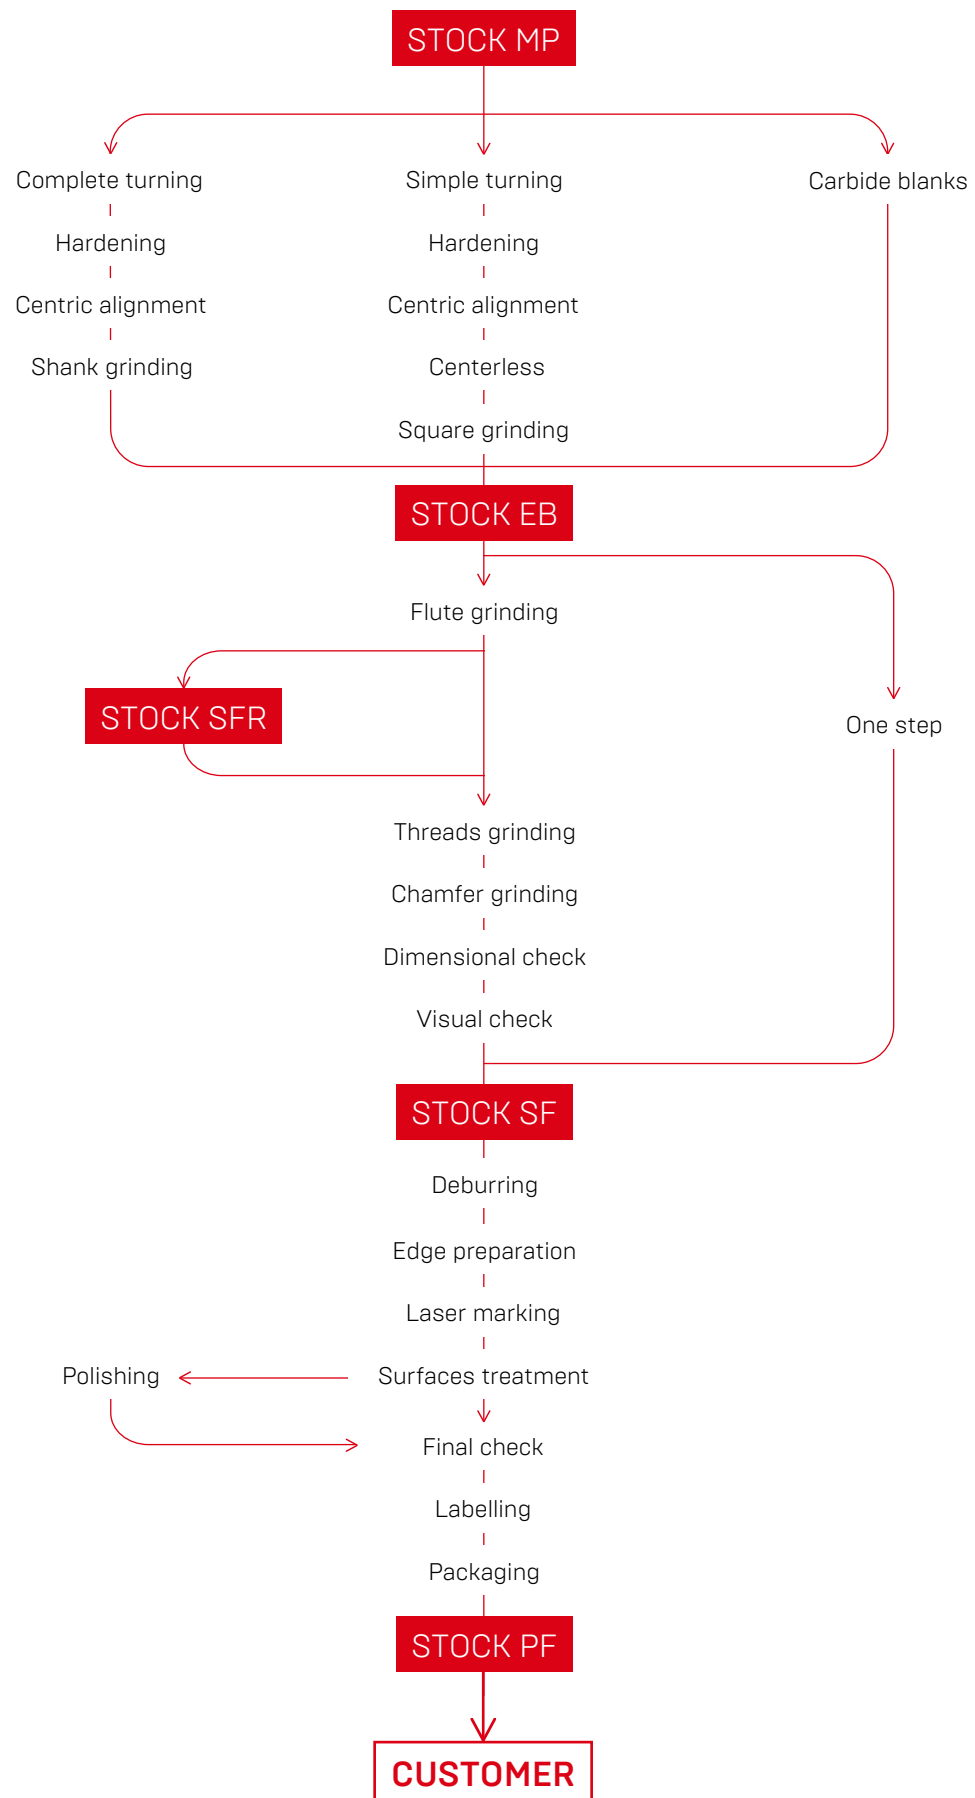 STOCK MP
Complete turning
Simple turning
Carbide blanks
Hardening
Hardening
Centric alignment
Centric alignment
Shank grinding
Centerless
Square grinding
STOCK EB
Flute grinding
STOCK SFR
One step
Threads grinding
Chamfer grinding
Dimensional check
Visual check
STOCK SF
Deburring
Edge preparation
Laser marking
Polishing
Surfaces treatment
Final check
Labelling
Packaging
STOCK PF
CUSTOMER